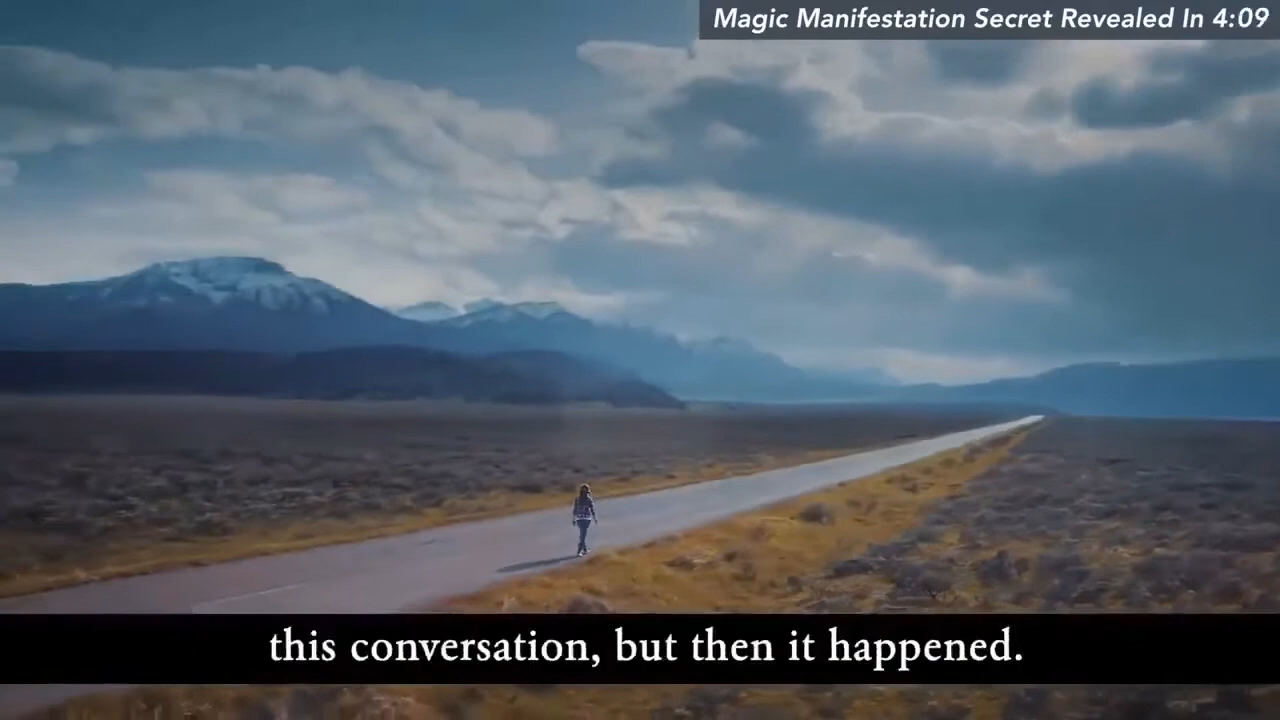 Magic Manifestation Secret Revealed In 4:09
this conversation, but then it happened.